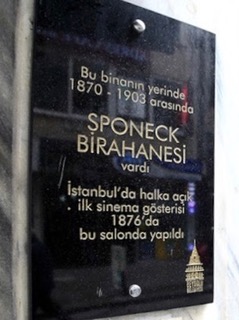 Bu binanın yerinde
1870 - 1903 arasında
SPONECK
BİRAHANESİ
vardı
İstanbul'da halka açık
ilk sinema gösterisi
1876'da
bu salonda yapıldı